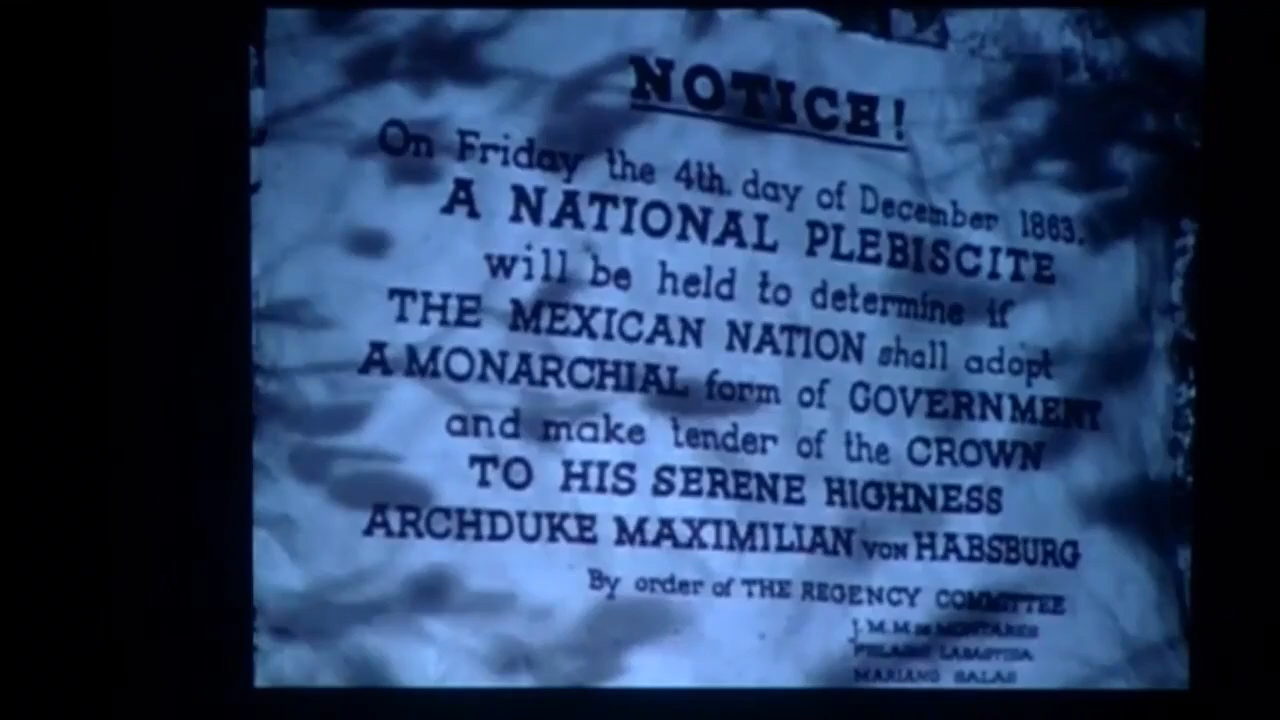 NOTICE!
On Friday the 4th. day of December 1863.
A NATIONAL PLEBISCITE
will be held to determine if
THE MEXICAN NATION shall adopt
A MONARCHIAL form of GOVERNMENT
and make tender of the CROWN
TO HIS SERENE HIGHNESS
ARCHDUKE MAXIMILIAN VON HABSBURG
By order of THE REGENCY COMMITTEE
J. M. M.
LABASTIDA
MARIANO SALAS